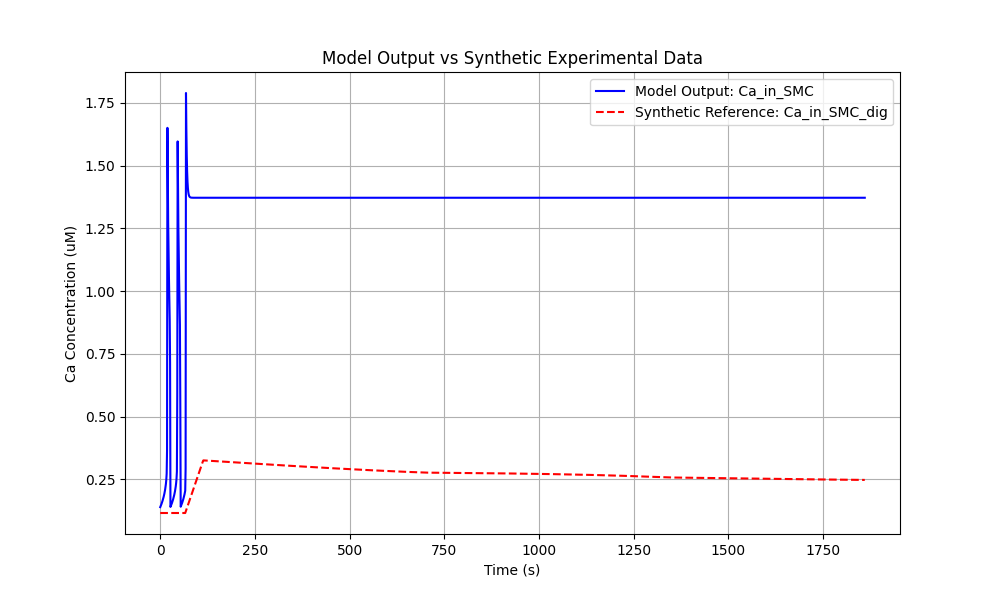 Model Output vs Synthetic Experimental Data
Model Output: Ca_in_SMC
Synthetic Reference: Ca_in_SMC_dig
Ca Concentration (uM)
1.75
1.50
1.25
1.00
0.75
0.50
0.25
0 250 500 750 1000 1250 1500 1750
Time (s)